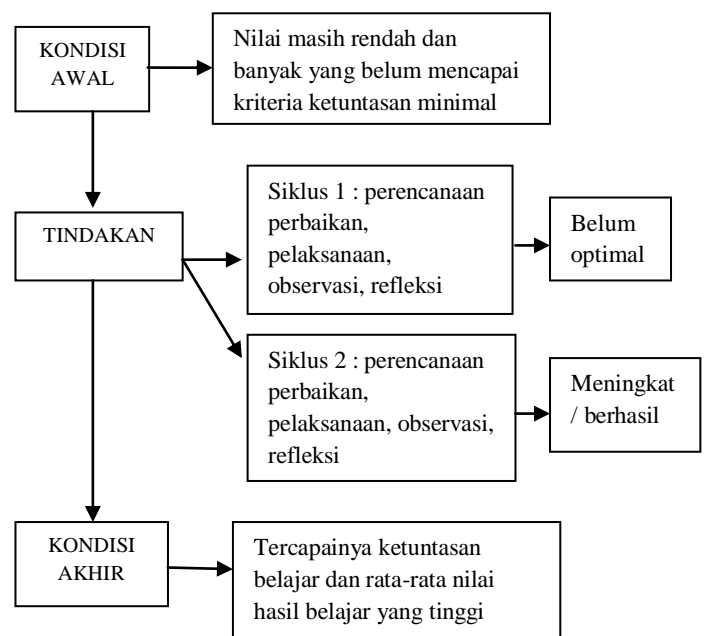 KONDISI
AWAL
Nilai masih rendah dan
banyak yang belum mencapai
kriteria ketuntasan minimal
TINDAKAN
Siklus 1 : perencanaan
perbaikan,
pelaksanaan,
observasi, refleksi
Belum
optimal
Siklus 2 : perencanaan
perbaikan,
pelaksanaan, observasi,
refleksi
Meningkat
/ berhasil
KONDISI
AKHIR
Tercapainya ketuntasan
belajar dan rata-rata nilai
hasil belajar yang tinggi